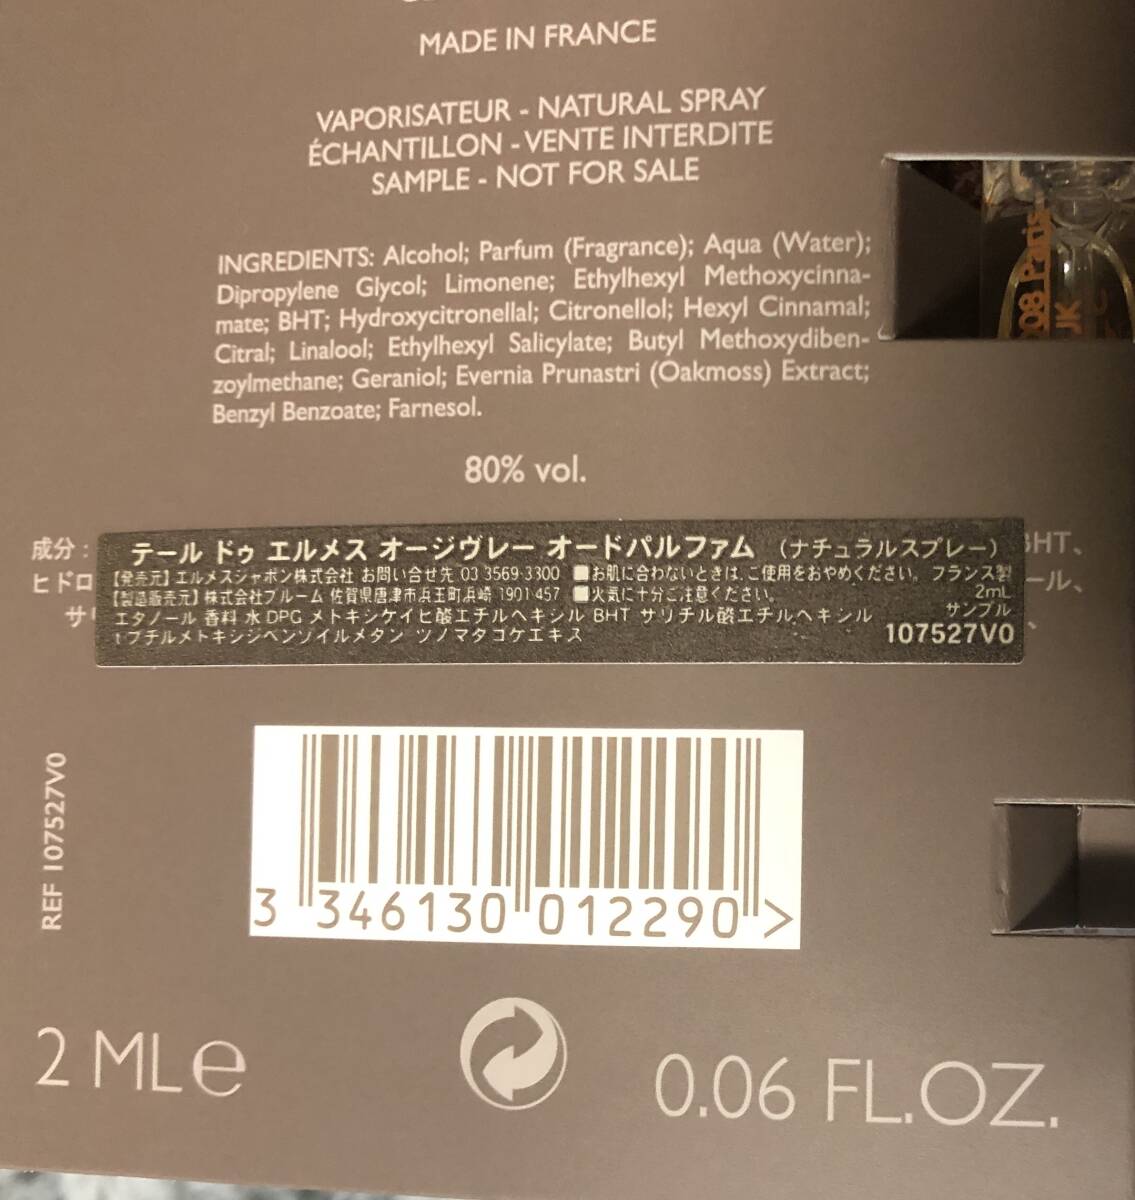 MADE IN FRANCE
VAPORISATEUR - NATURAL SPRAY
ÉCHANTILLON - VENTE INTERDITE
SAMPLE - NOT FOR SALE
INGREDIENTS: Alcohol; Parfum (Fragrance); Aqua (Water);
Dipropylene Glycol; Limonene; Ethylhexyl Methoxycinna-
mate; BHT; Hydroxycitronellal; Citronellol; Hexyl Cinnamal;
Citral; Linalool; Ethylhexyl Salicylate; Butyl Methoxydiben-
zoylmethane; Geraniol; Evernia Prunastri (Oakmoss) Extract;
Benzyl Benzoate; Farnesol.
08 Paris
UK
80% vol.
成分: BHT、
ヒドロ ール、
サリ 、
テール ドゥ エルメス オージヴレー オードパルファム (ナチュラルスプレー)
【発売元】エルメスジャポン株式会社 お問い合せ先 03 3569-3300 ■お肌に合わないときは、ご使用をおやめください。 フランス製
【製造販売元】株式会社ブルーム 佐賀県唐津市浜玉町浜崎 1901-457 ■火気に十分ご注意ください。 2mL
エタノール 香料 水 DPG メトキシケイヒ酸エチルヘキシル BHT サリチル酸エチルヘキシル サンプル
t-ブチルメトキシジベンゾイルメタン ツノマタゴケエキス 107527V0
REF 107527V0
3 346130 012290 >
2 ML e
0.06 FL.OZ.